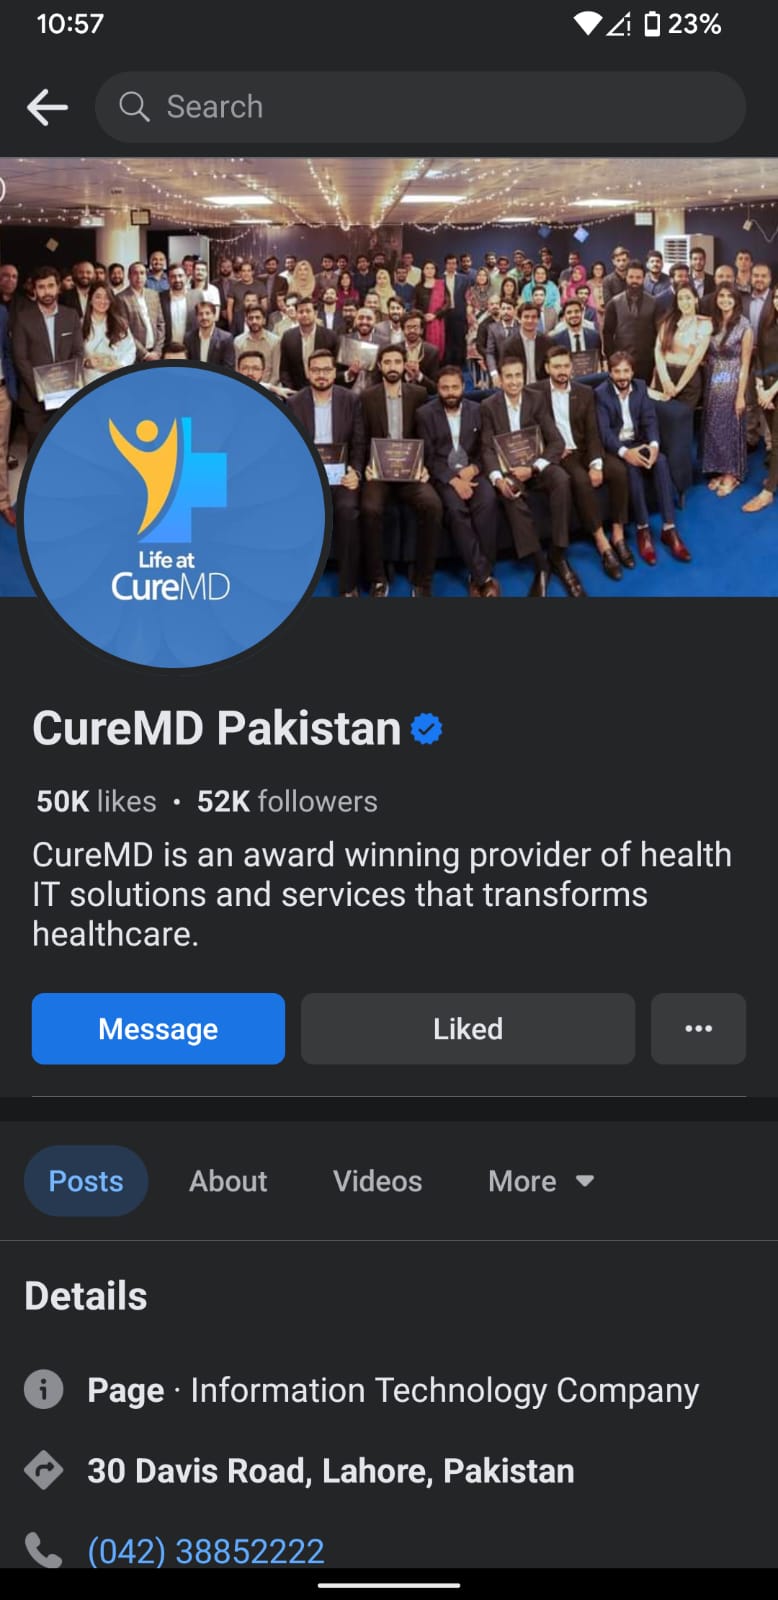 10:57
23%
Search
Life at
CureMD
CureMD Pakistan
50K likes • 52K followers
CureMD is an award winning provider of health
IT solutions and services that transforms
healthcare.
Message
Liked
Posts
About
Videos
More
Details
Page · Information Technology Company
30 Davis Road, Lahore, Pakistan
(042) 38852222